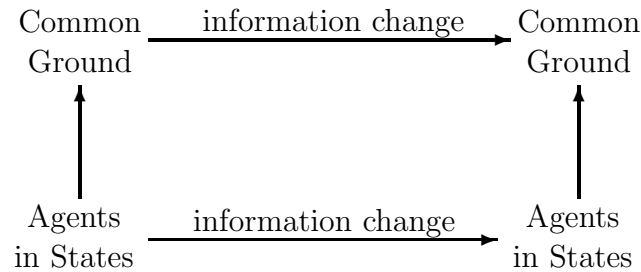 Common
Ground
information change
Common
Ground
Agents
in States
information change
Agents
in States